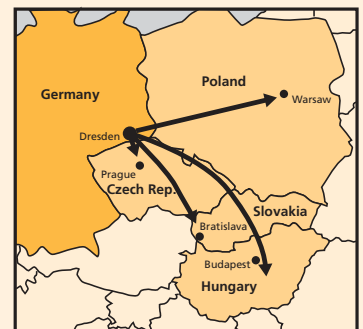 Poland
Germany
Warsaw
Dresden
Prague
Czech Rep.
Slovakia
Bratislava
Budapest
Hungary